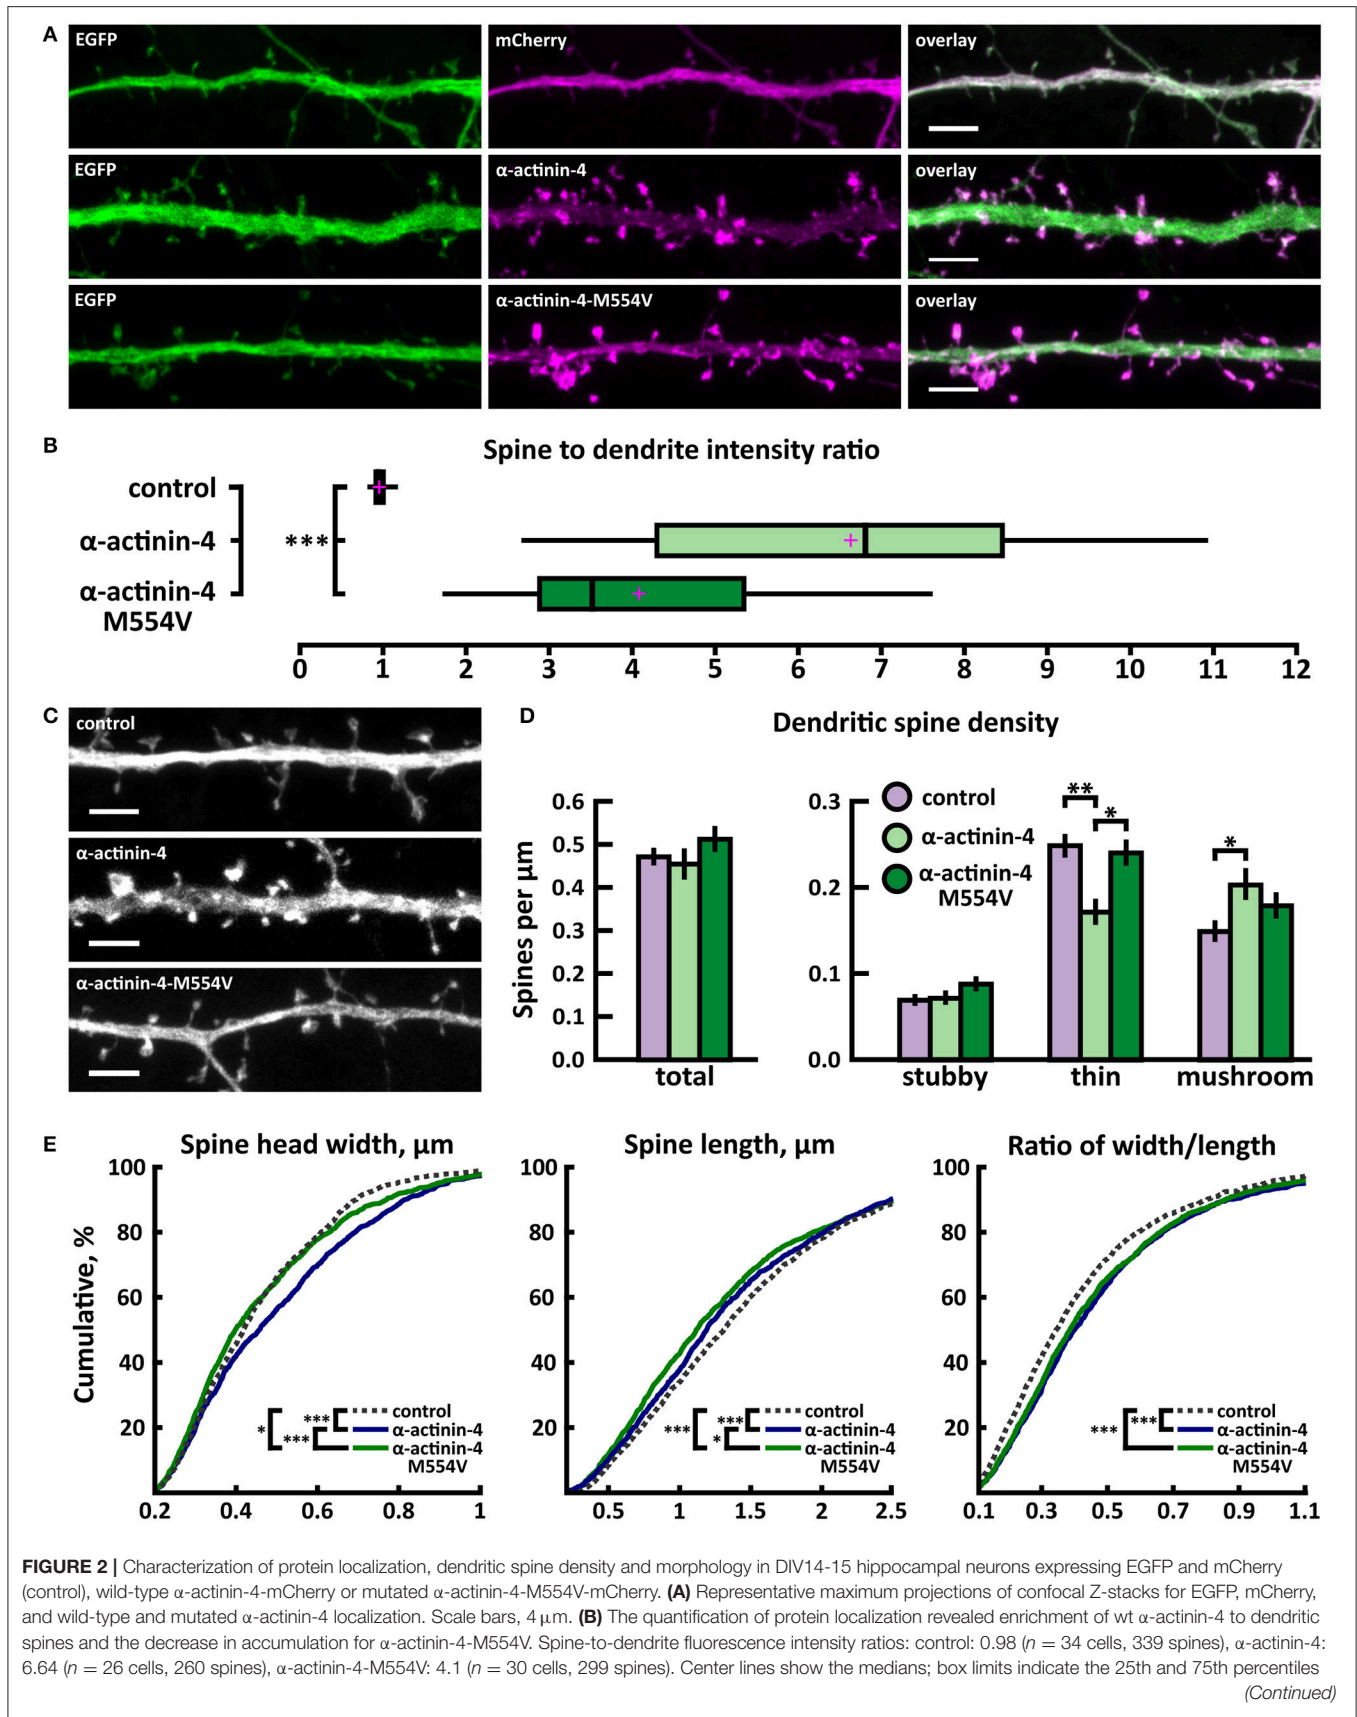 A
EGFP
mCherry
overlay
EGFP
α-actinin-4
overlay
EGFP
α-actinin-4-M554V
overlay
B
Spine to dendrite intensity ratio
control
α-actinin-4
***
α-actinin-4
M554V
0 1 2 3 4 5 6 7 8 9 10 11 12
C
control
α-actinin-4
α-actinin-4-M554V
D
Dendritic spine density
Spines per µm
0.6
0.5
0.4
0.3
0.2
0.1
0.0
total
0.3
0.2
0.1
0.0
control
α-actinin-4
α-actinin-4
M554V
**
*
*
stubby thin mushroom
E
Spine head width, µm
Cumulative, %
100
80
60
40
20
0.2 0.4 0.6 0.8 1
* *** ***
control
α-actinin-4
α-actinin-4
M554V
Spine length, µm
100
80
60
40
20
0.5 1 1.5 2 2.5
*** *** *
control
α-actinin-4
α-actinin-4
M554V
Ratio of width/length
100
80
60
40
20
0.1 0.3 0.5 0.7 0.9 1.1
*** ***
control
α-actinin-4
α-actinin-4
M554V
FIGURE 2 | Characterization of protein localization, dendritic spine density and morphology in DIV14-15 hippocampal neurons expressing EGFP and mCherry
(control), wild-type α-actinin-4-mCherry or mutated α-actinin-4-M554V-mCherry. (A) Representative maximum projections of confocal Z-stacks for EGFP, mCherry,
and wild-type and mutated α-actinin-4 localization. Scale bars, 4 µm. (B) The quantification of protein localization revealed enrichment of wt α-actinin-4 to dendritic
spines and the decrease in accumulation for α-actinin-4-M554V. Spine-to-dendrite fluorescence intensity ratios: control: 0.98 (n = 34 cells, 339 spines), α-actinin-4:
6.64 (n = 26 cells, 260 spines), α-actinin-4-M554V: 4.1 (n = 30 cells, 299 spines). Center lines show the medians; box limits indicate the 25th and 75th percentiles
(Continued)